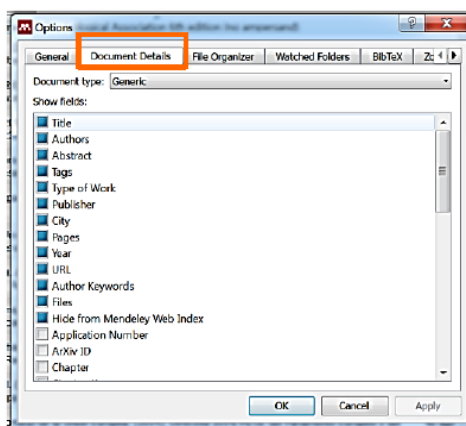 Options
General Document Details File Organizer Watched Folders BibTeX
Document type: Generic
Show fields:
Title
Authors
Abstract
Tags
Type of Work
Publisher
City
Pages
Year
URL
Author Keywords
Files
Hide from Mendeley Web Index
Application Number
ArXiv ID
Chapter
OK Cancel Apply